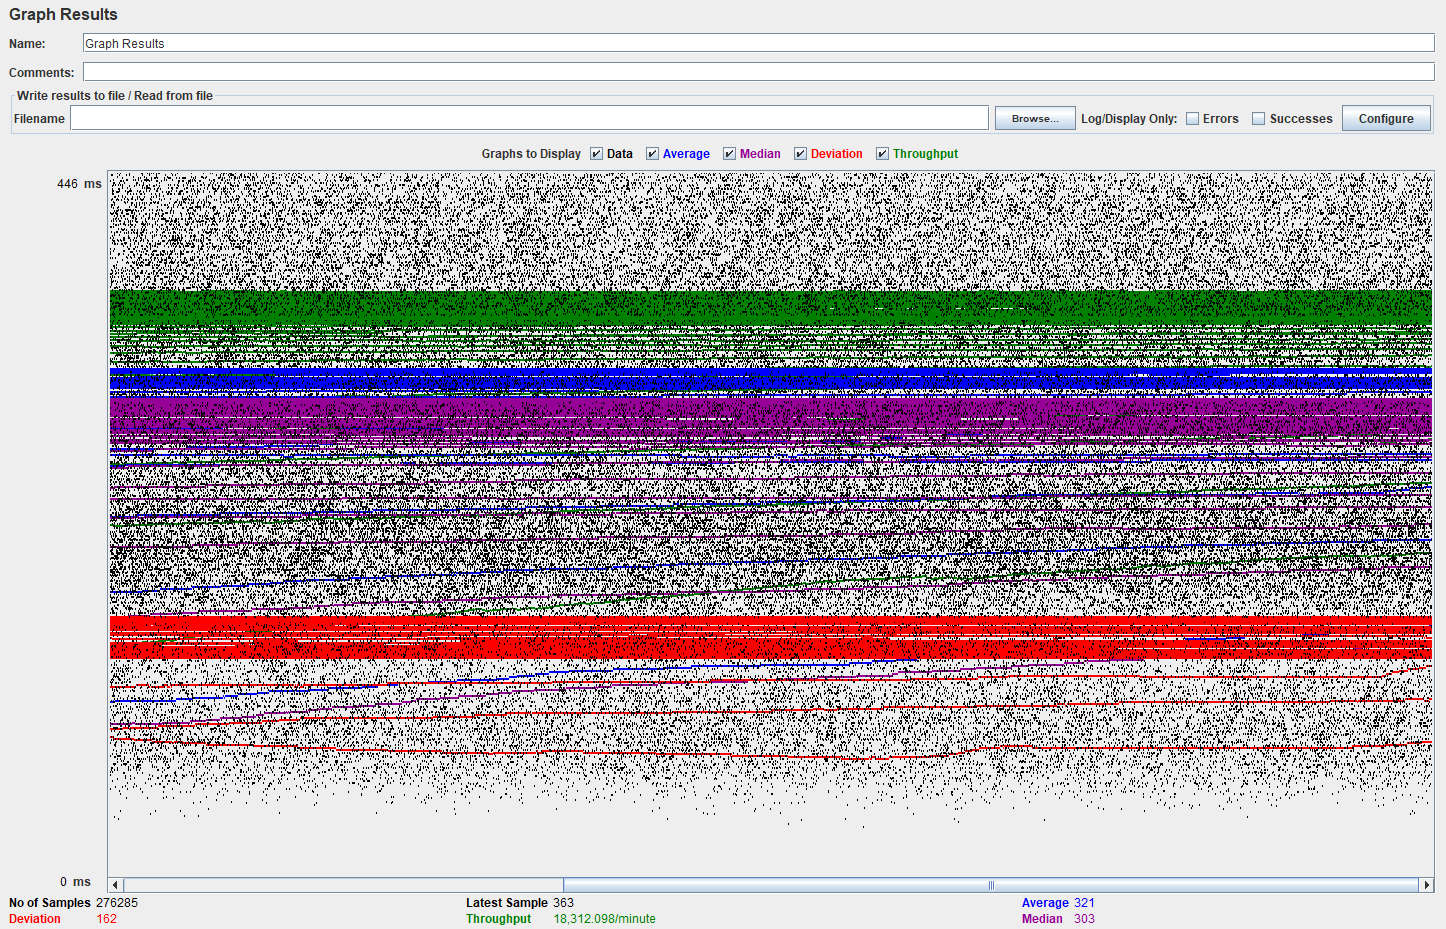 Graph Results
Name: Graph Results
Comments:
Write results to file / Read from file
Filename Browse... Log/Display Only: Errors Successes Configure
Graphs to Display Data Average Median Deviation Throughput
446 ms
0 ms
No of Samples 276285 Latest Sample 363 Average 321
Deviation 162 Throughput 18,312.098/minute Median 303